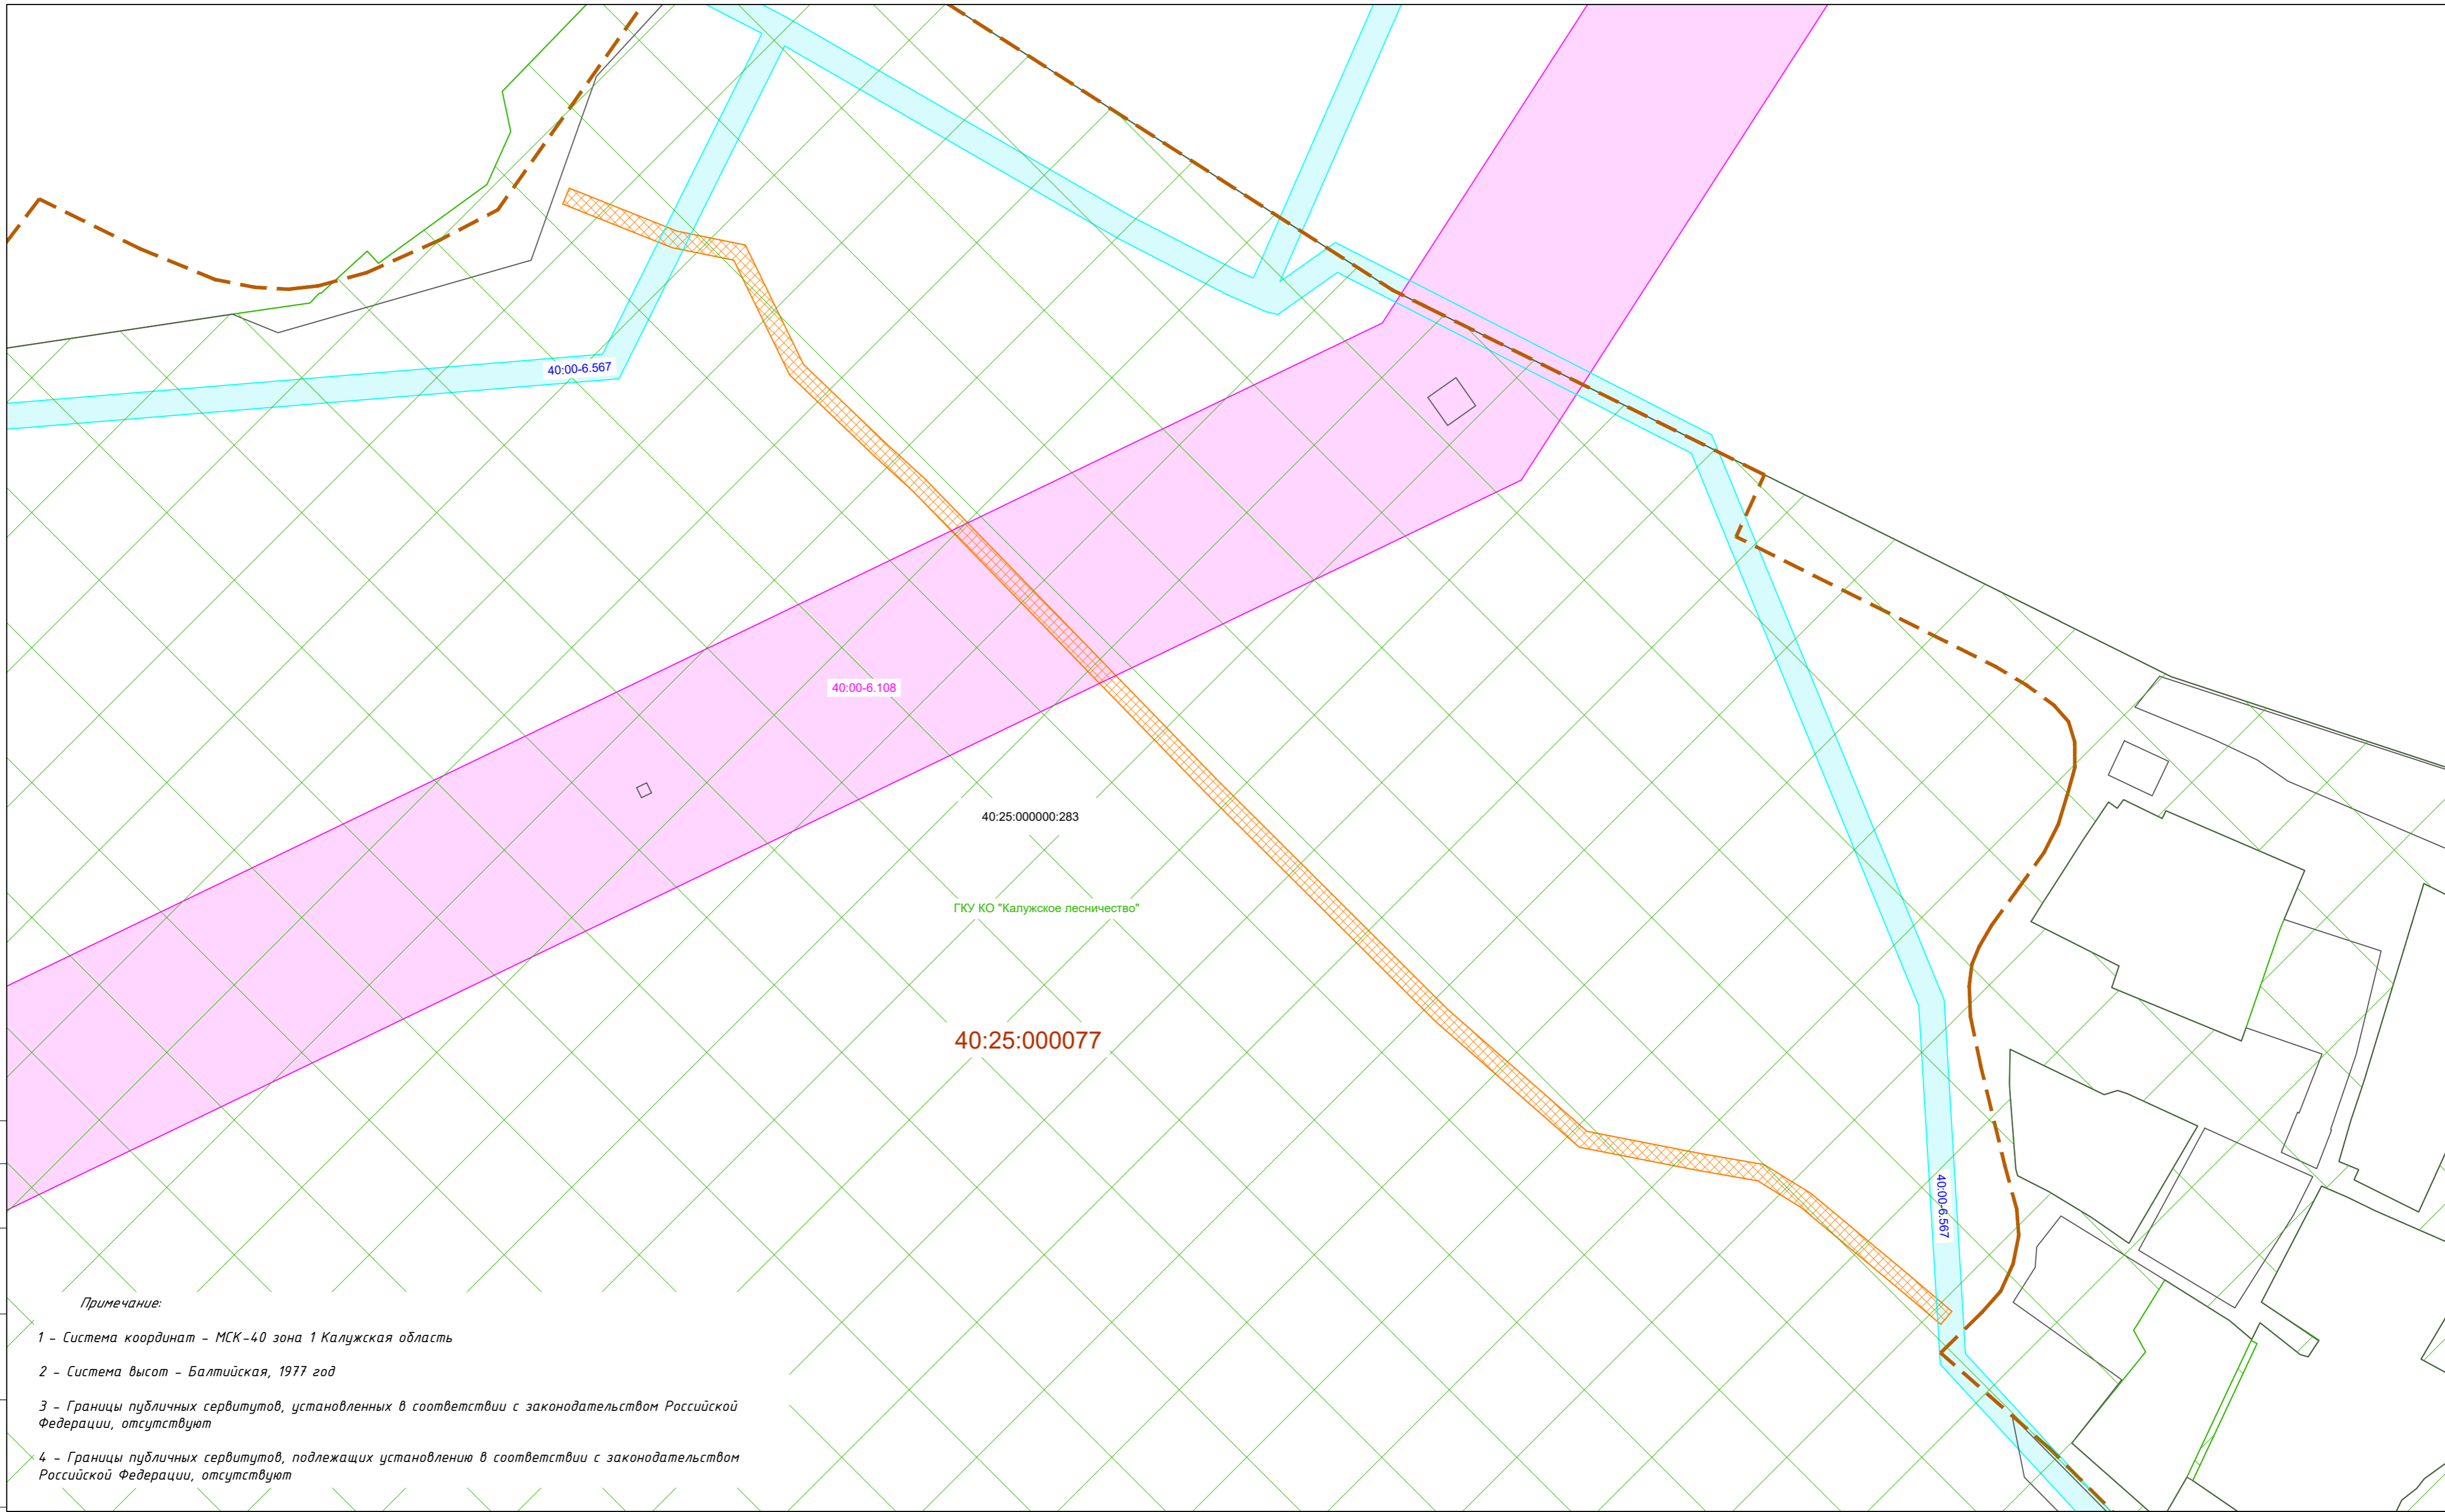 40:00-6.567
40:00-6.108
40:25:000000:283
ГКУ КО "Калужское лесничество"
40:25:000077
40:00-6.567
Примечание:
1 - Система координат - МСК-40 зона 1 Калужская область
2 - Система высот - Балтийская, 1977 год
3 - Границы публичных сервитутов, установленных в соответствии с законодательством Российской
Федерации, отсутствуют
4 - Границы публичных сервитутов, подлежащих установлению в соответствии с законодательством
Российской Федерации, отсутствуют